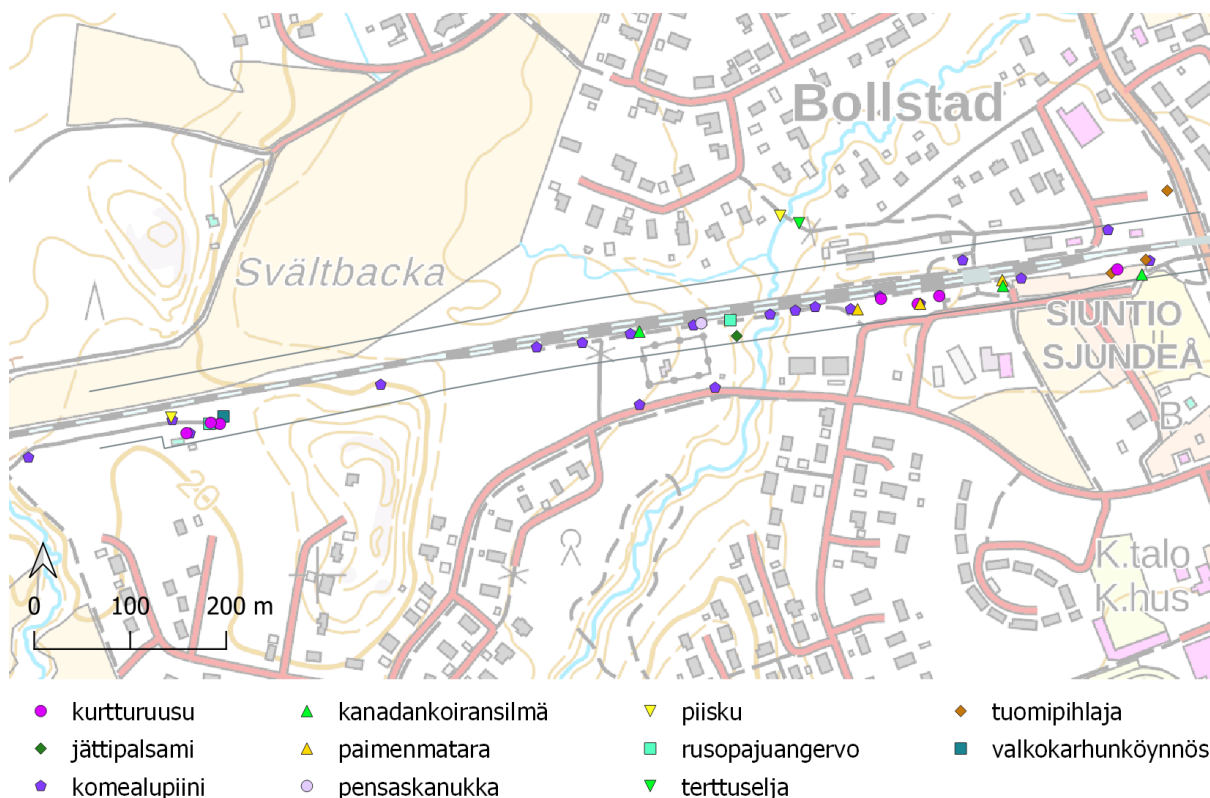 Bollstad
Svältbacka
SIUNTIO
SJUNDEÅ
B.
20
K.talo
K.hus
0 100 200 m
kurtturuusu kanadankoiransilmä piisku tuomipihlaja
jättipalsami paimenmatara rusopajuangervo valkokarhunköynnös
komealupiini pensaskanukka terttuselja